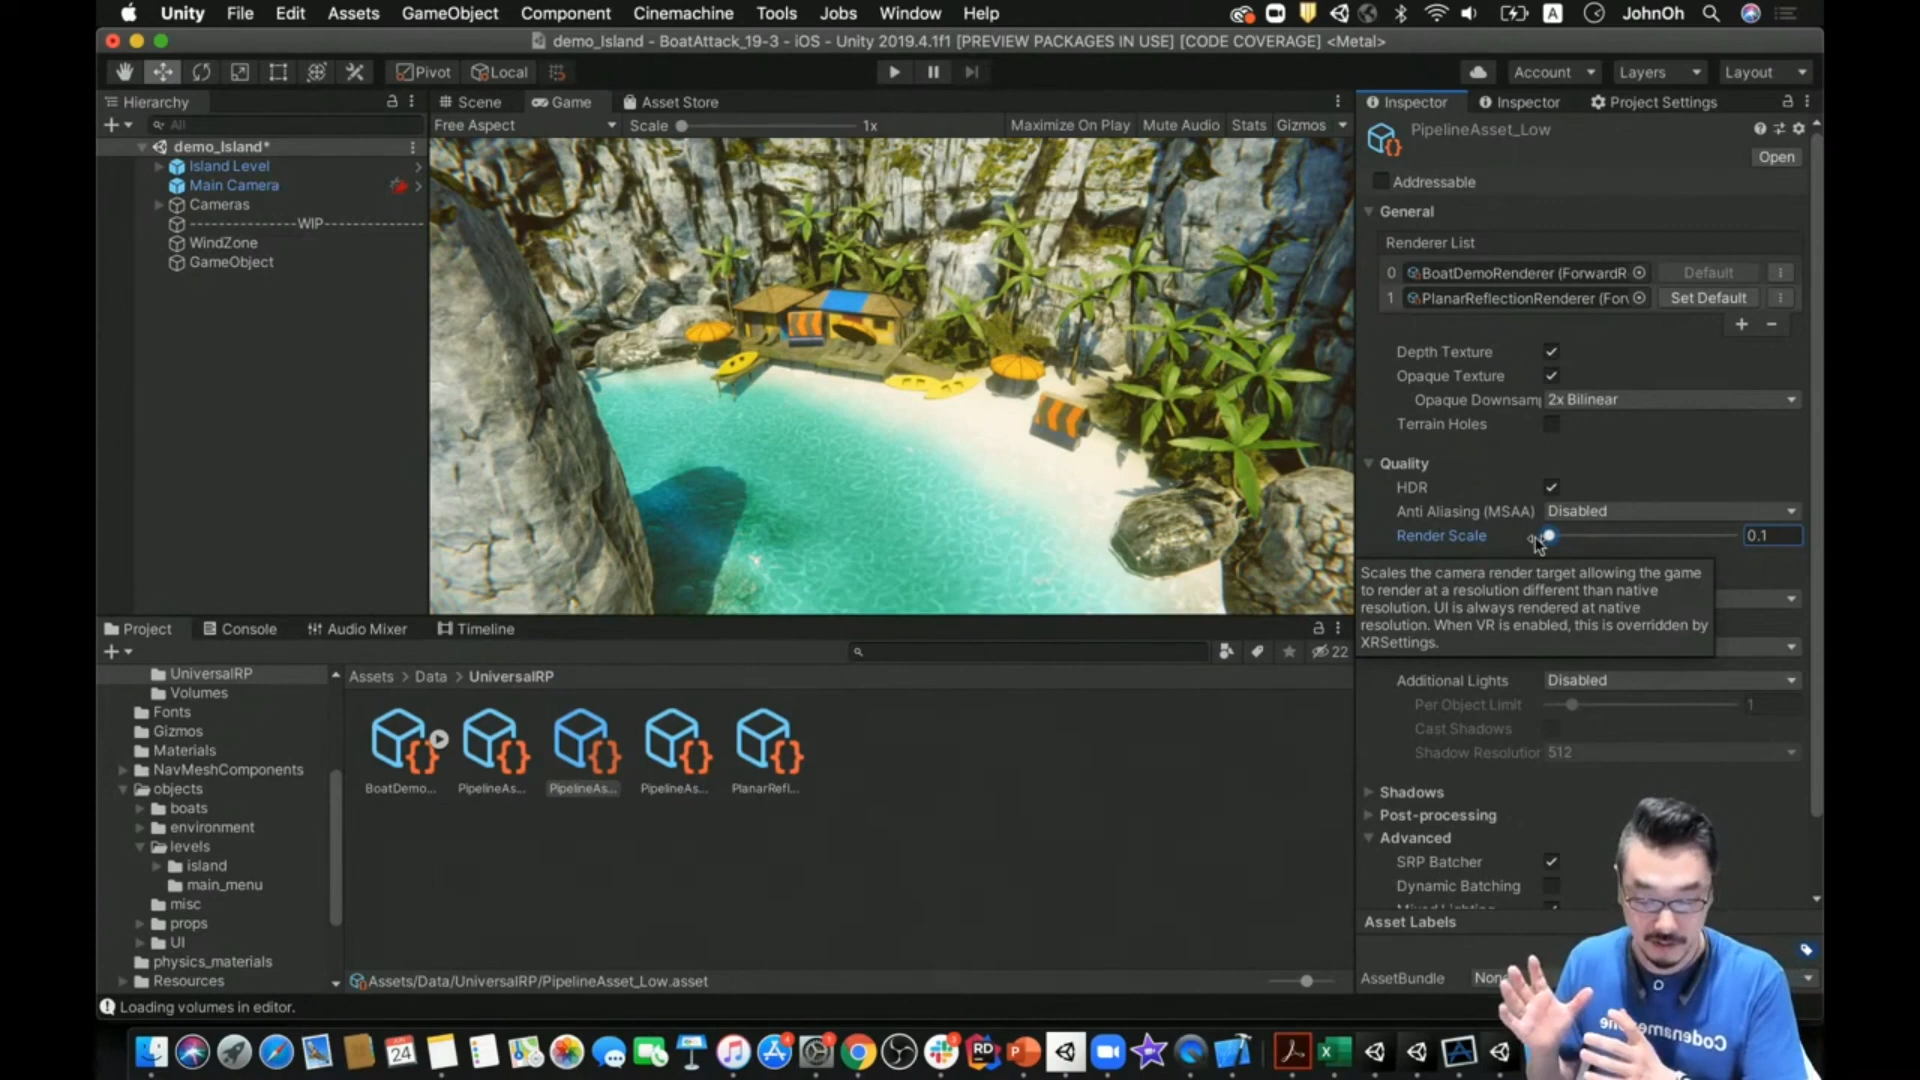 Unity File Edit Assets GameObject Component Cinemachine Tools Jobs Window Help A JohnOh
demo_Island - BoatAttack_19-3 - iOS - Unity 2019.4.1f1 [PREVIEW PACKAGES IN USE] [CODE COVERAGE] <Metal>
Pivot Local Account Layers Layout
Hierarchy
All
demo_Island*
Island Level
Main Camera
Cameras
------------------WIP------------------
WindZone
GameObject
Scene Game Asset Store
Free Aspect Scale 1x Maximize On Play Mute Audio Stats Gizmos
Inspector Inspector Project Settings
PipelineAsset_Low
Open
Addressable
General
Renderer List
0 BoatDemoRenderer (ForwardR Default
1 PlanarReflectionRenderer (For Set Default
+ −
Depth Texture
Opaque Texture
Opaque Downsam 2x Bilinear
Terrain Holes
Quality
HDR
Anti Aliasing (MSAA) Disabled
Render Scale 0.1
Scales the camera render target allowing the game
to render at a resolution different than native
resolution. UI is always rendered at native
resolution. When VR is enabled, this is overridden by
XRSettings.
Additional Lights Disabled
Per Object Limit 1
Cast Shadows
Shadow Resolution 512
Shadows
Post-processing
Advanced
SRP Batcher
Dynamic Batching
Asset Labels
AssetBundle
Project Console Audio Mixer Timeline
22
UniversalRP
Volumes
Fonts
Gizmos
Materials
NavMeshComponents
objects
boats
environment
levels
island
main_menu
misc
props
UI
physics_materials
Resources
Assets > Data > UniversalRP
BoatDemo...
PipelineAs...
PipelineAs...
PipelineAs...
PlanarRefl...
Assets/Data/UniversalRP/PipelineAsset_Low.asset
Loading volumes in editor.
24
RD